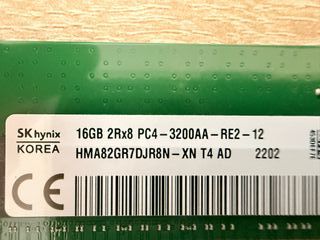 SK hynix
KOREA
16GB 2Rx8 PC4-3200AA-RE2-12
HMA82GR7DJR8N-XN T4 AD 2202
CE